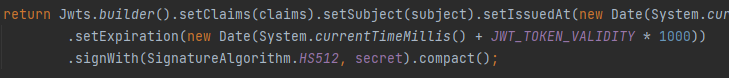 return Jwts.builder().setClaims(claims).setSubject(subject).setIssuedAt(new Date(System.cur
.setExpiration(new Date(System.currentTimeMillis() + JWT_TOKEN_VALIDITY * 1000))
.signWith(SignatureAlgorithm.HS512, secret).compact();